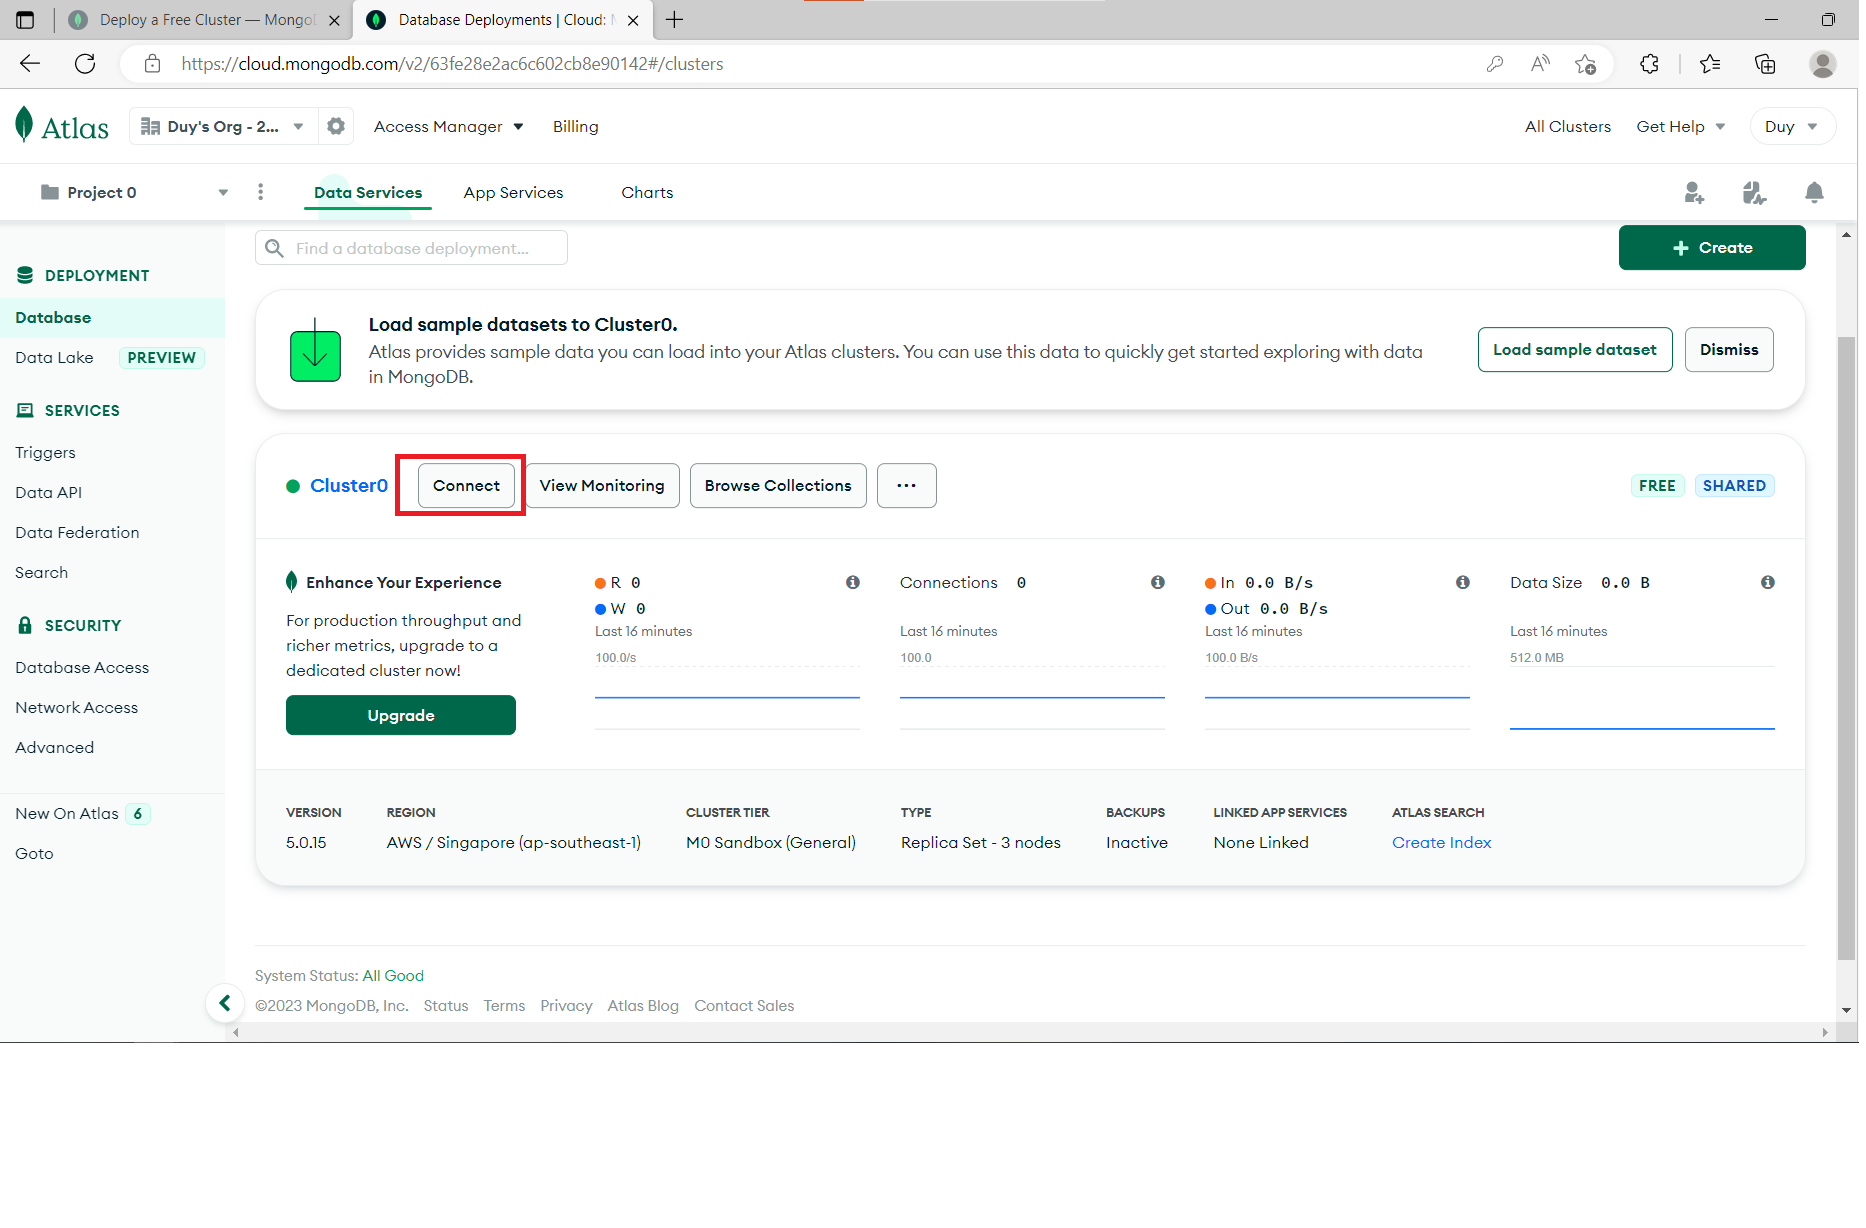 Deploy a Free Cluster — MongoD
Database Deployments | Cloud: M
https://cloud.mongodb.com/v2/63fe28e2ac6c602cb8e90142#/clusters
Atlas
Duy's Org - 2...
Access Manager
Billing
All Clusters
Get Help
Duy
Project 0
Data Services
App Services
Charts
DEPLOYMENT
Database
Data Lake PREVIEW
SERVICES
Triggers
Data API
Data Federation
Search
SECURITY
Database Access
Network Access
Advanced
New On Atlas 6
Goto
Find a database deployment...
+ Create
Load sample datasets to Cluster0.
Atlas provides sample data you can load into your Atlas clusters. You can use this data to quickly get started exploring with data
in MongoDB.
Load sample dataset
Dismiss
Cluster0
Connect
View Monitoring
Browse Collections
...
FREE
SHARED
Enhance Your Experience
For production throughput and
richer metrics, upgrade to a
dedicated cluster now!
Upgrade
R 0
W 0
Last 16 minutes
100.0/s
Connections 0
Last 16 minutes
100.0
In 0.0 B/s
Out 0.0 B/s
Last 16 minutes
100.0 B/s
Data Size 0.0 B
Last 16 minutes
512.0 MB
VERSION
5.0.15
REGION
AWS / Singapore (ap-southeast-1)
CLUSTER TIER
M0 Sandbox (General)
TYPE
Replica Set - 3 nodes
BACKUPS
Inactive
LINKED APP SERVICES
None Linked
ATLAS SEARCH
Create Index
System Status: All Good
©2023 MongoDB, Inc. Status Terms Privacy Atlas Blog Contact Sales